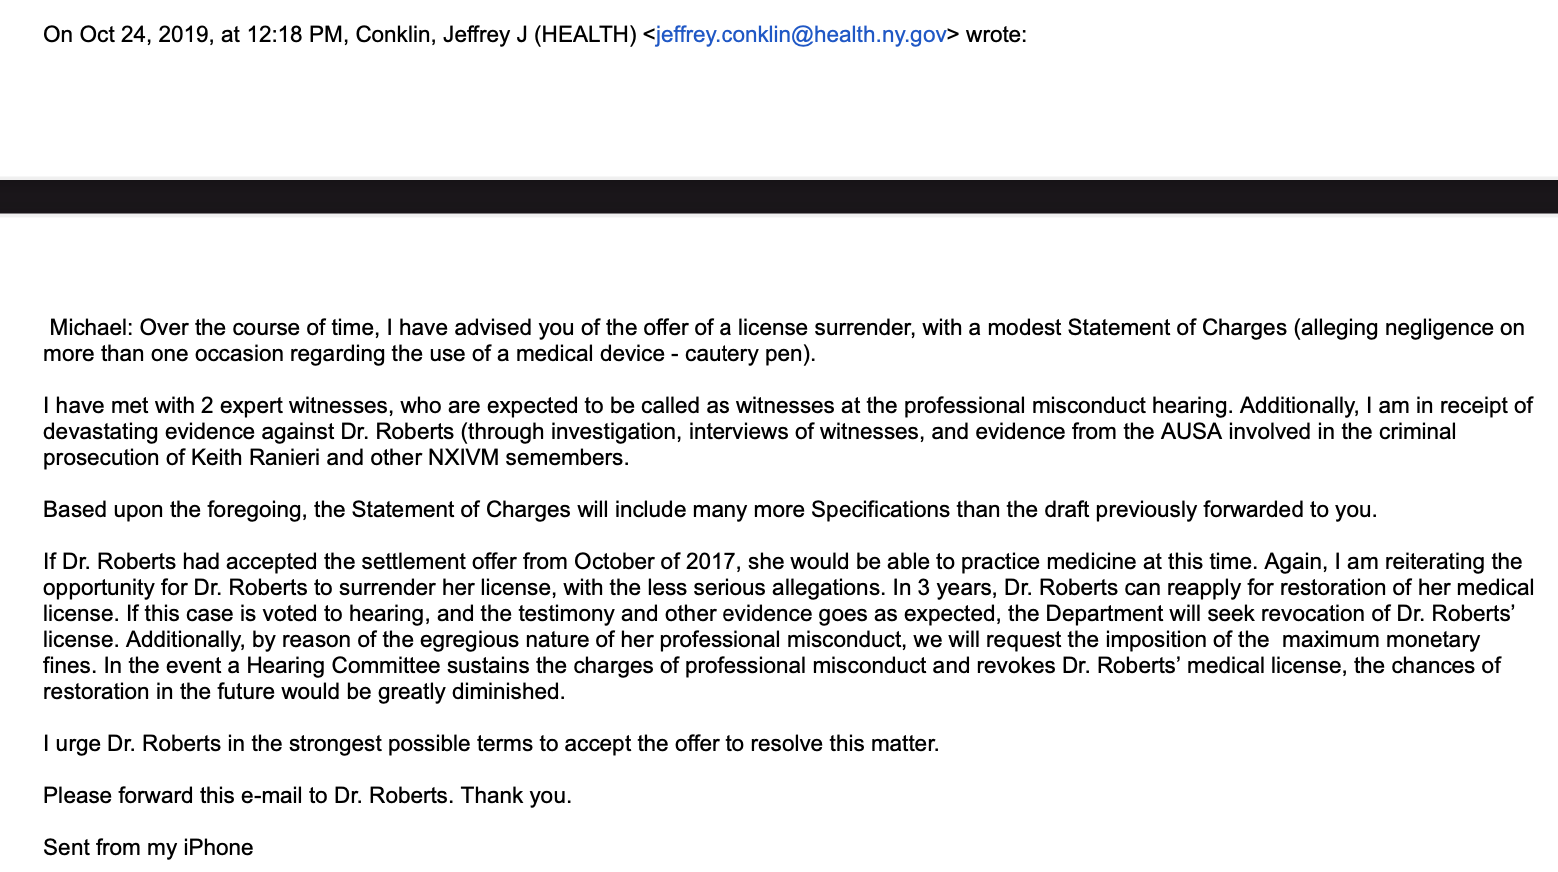 On Oct 24, 2019, at 12:18 PM, Conklin, Jeffrey J (HEALTH) <jeffrey.conklin@health.ny.gov> wrote:
Michael: Over the course of time, I have advised you of the offer of a license surrender, with a modest Statement of Charges (alleging negligence on
more than one occasion regarding the use of a medical device - cautery pen).
I have met with 2 expert witnesses, who are expected to be called as witnesses at the professional misconduct hearing. Additionally, I am in receipt of
devastating evidence against Dr. Roberts (through investigation, interviews of witnesses, and evidence from the AUSA involved in the criminal
prosecution of Keith Ranieri and other NXIVM semembers.
Based upon the foregoing, the Statement of Charges will include many more Specifications than the draft previously forwarded to you.
If Dr. Roberts had accepted the settlement offer from October of 2017, she would be able to practice medicine at this time. Again, I am reiterating the
opportunity for Dr. Roberts to surrender her license, with the less serious allegations. In 3 years, Dr. Roberts can reapply for restoration of her medical
license. If this case is voted to hearing, and the testimony and other evidence goes as expected, the Department will seek revocation of Dr. Roberts’
license. Additionally, by reason of the egregious nature of her professional misconduct, we will request the imposition of the  maximum monetary
fines. In the event a Hearing Committee sustains the charges of professional misconduct and revokes Dr. Roberts’ medical license, the chances of
restoration in the future would be greatly diminished.
I urge Dr. Roberts in the strongest possible terms to accept the offer to resolve this matter.
Please forward this e-mail to Dr. Roberts. Thank you.
Sent from my iPhone